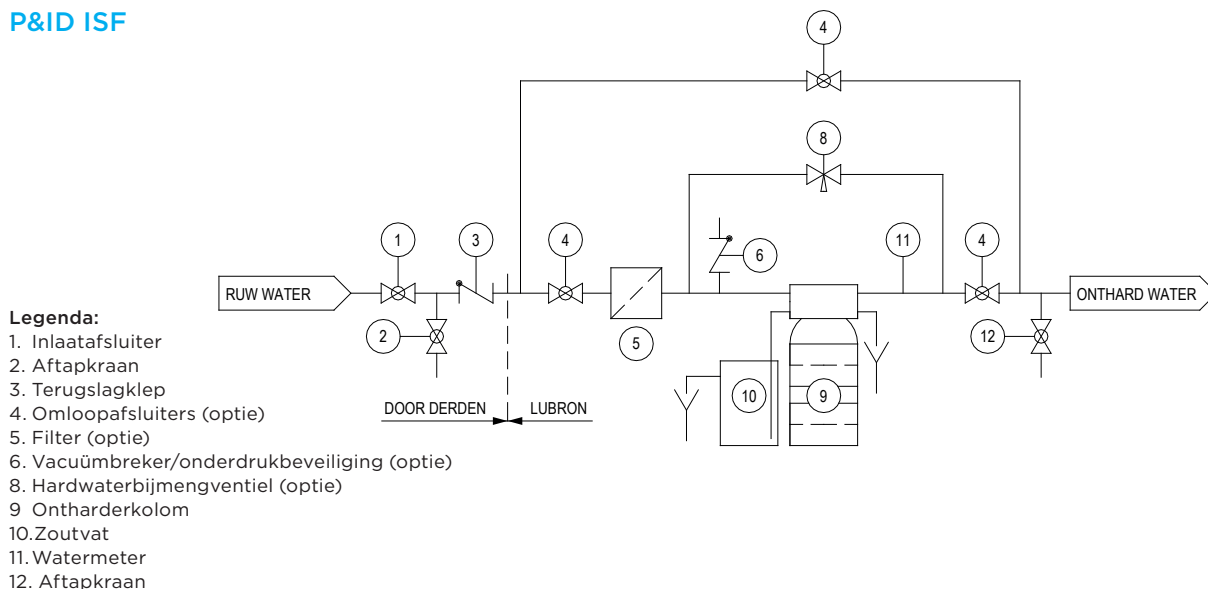 P&ID ISF
4
8
1
3
4
6
11
4
RUW WATER
ONTHARD WATER
2
5
12
10
9
DOOR DERDEN
LUBRON
Legenda:
1. Inlaatafsluiter
2. Aftapkraan
3. Terugslagklep
4. Omloopafsluiters (optie)
5. Filter (optie)
6. Vacuümbreker/onderdrukbeveiliging (optie)
8. Hardwaterbijmengventiel (optie)
9 Ontharderkolom
10.Zoutvat
11. Watermeter
12. Aftapkraan